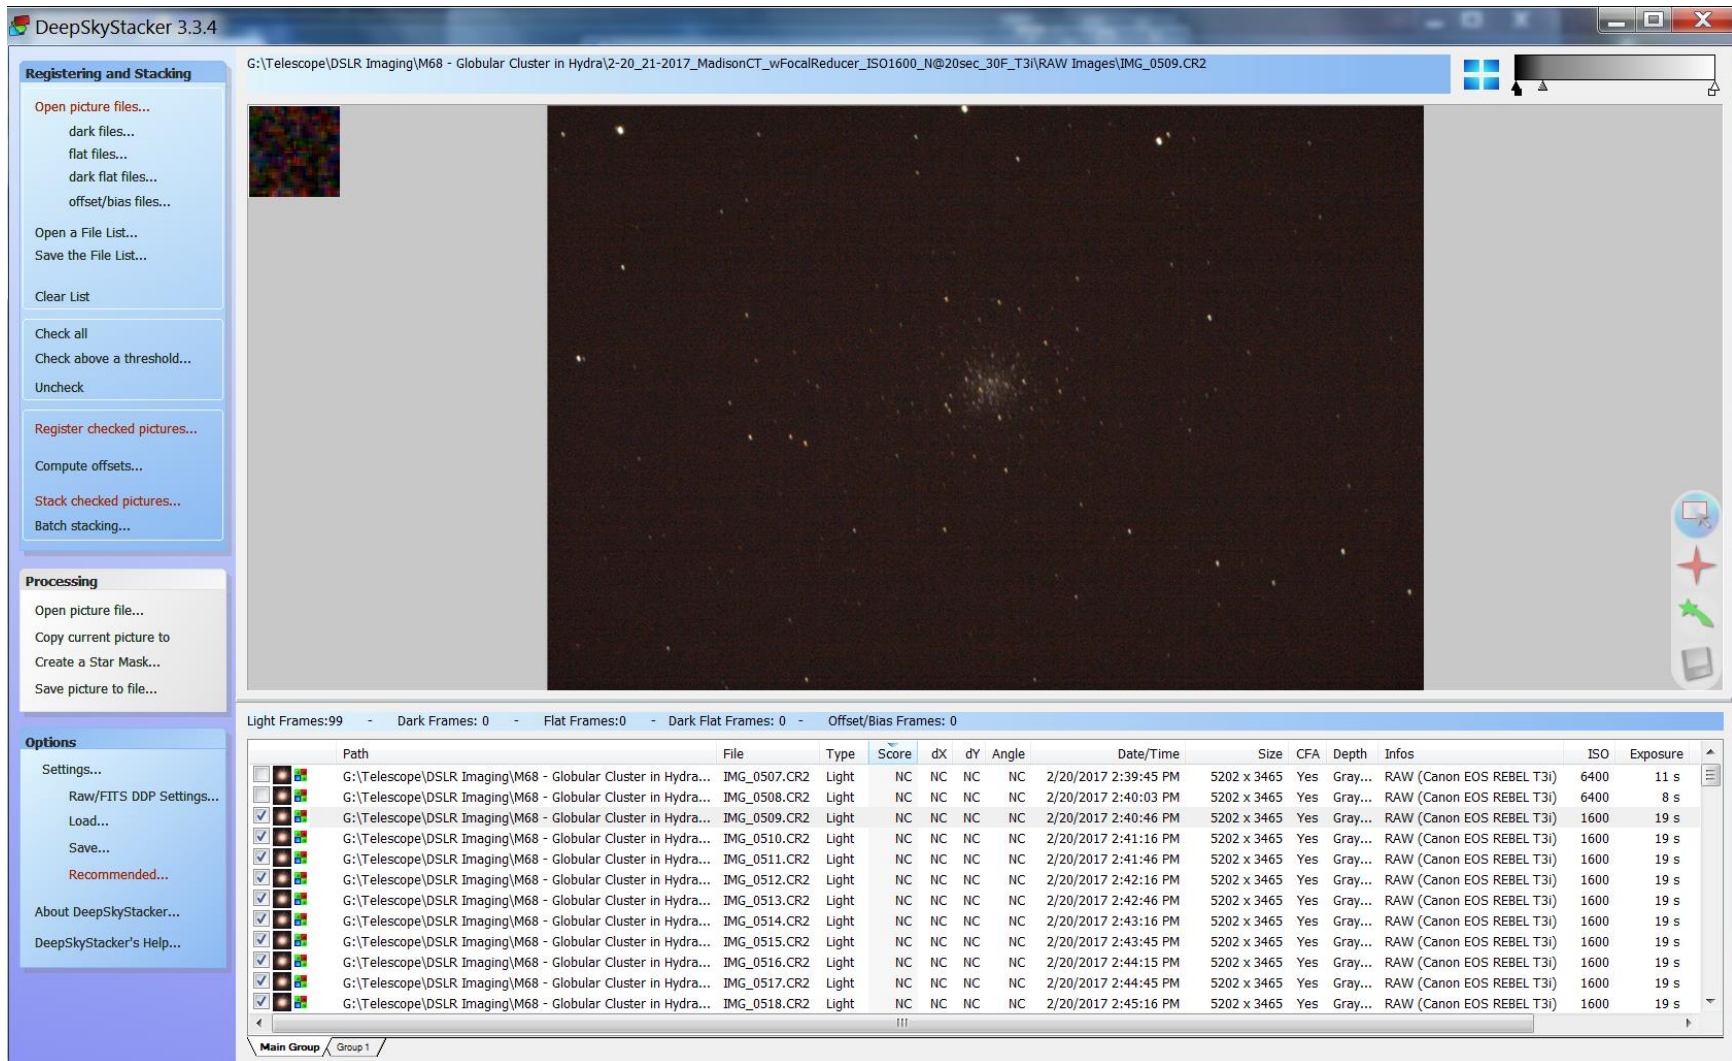 DeepSkyStacker 3.3.4
Registering and Stacking
Open picture files...
dark files...
flat files...
dark flat files...
offset/bias files...
Open a File List...
Save the File List...
Clear List
Check all
Check above a threshold...
Uncheck
Register checked pictures...
Compute offsets...
Stack checked pictures...
Batch stacking...
Processing
Open picture file...
Copy current picture to
Create a Star Mask...
Save picture to file...
Options
Settings...
Raw/FITS DDP Settings...
Load...
Save...
Recommended...
About DeepSkyStacker...
DeepSkyStacker's Help...
G:\Telescope\DSLR Imaging\M68 - Globular Cluster in Hydra\2-20_21-2017_MadisonCT_wFocalReducer_ISO1600_N@20sec_30F_T3i\RAW Images\IMG_0509.CR2
Light Frames:99 - Dark Frames: 0 - Flat Frames:0 - Dark Flat Frames: 0 - Offset/Bias Frames: 0
Path File Type Score dX dY Angle Date/Time Size CFA Depth Infos ISO Exposure
G:\Telescope\DSLR Imaging\M68 - Globular Cluster in Hydra... IMG_0507.CR2 Light NC NC NC NC 2/20/2017 2:39:45 PM 5202 x 3465 Yes Gray... RAW (Canon EOS REBEL T3i) 6400 11 s
G:\Telescope\DSLR Imaging\M68 - Globular Cluster in Hydra... IMG_0508.CR2 Light NC NC NC NC 2/20/2017 2:40:03 PM 5202 x 3465 Yes Gray... RAW (Canon EOS REBEL T3i) 6400 8 s
G:\Telescope\DSLR Imaging\M68 - Globular Cluster in Hydra... IMG_0509.CR2 Light NC NC NC NC 2/20/2017 2:40:46 PM 5202 x 3465 Yes Gray... RAW (Canon EOS REBEL T3i) 1600 19 s
G:\Telescope\DSLR Imaging\M68 - Globular Cluster in Hydra... IMG_0510.CR2 Light NC NC NC NC 2/20/2017 2:41:16 PM 5202 x 3465 Yes Gray... RAW (Canon EOS REBEL T3i) 1600 19 s
G:\Telescope\DSLR Imaging\M68 - Globular Cluster in Hydra... IMG_0511.CR2 Light NC NC NC NC 2/20/2017 2:41:46 PM 5202 x 3465 Yes Gray... RAW (Canon EOS REBEL T3i) 1600 19 s
G:\Telescope\DSLR Imaging\M68 - Globular Cluster in Hydra... IMG_0512.CR2 Light NC NC NC NC 2/20/2017 2:42:16 PM 5202 x 3465 Yes Gray... RAW (Canon EOS REBEL T3i) 1600 19 s
G:\Telescope\DSLR Imaging\M68 - Globular Cluster in Hydra... IMG_0513.CR2 Light NC NC NC NC 2/20/2017 2:42:46 PM 5202 x 3465 Yes Gray... RAW (Canon EOS REBEL T3i) 1600 19 s
G:\Telescope\DSLR Imaging\M68 - Globular Cluster in Hydra... IMG_0514.CR2 Light NC NC NC NC 2/20/2017 2:43:16 PM 5202 x 3465 Yes Gray... RAW (Canon EOS REBEL T3i) 1600 19 s
G:\Telescope\DSLR Imaging\M68 - Globular Cluster in Hydra... IMG_0515.CR2 Light NC NC NC NC 2/20/2017 2:43:45 PM 5202 x 3465 Yes Gray... RAW (Canon EOS REBEL T3i) 1600 19 s
G:\Telescope\DSLR Imaging\M68 - Globular Cluster in Hydra... IMG_0516.CR2 Light NC NC NC NC 2/20/2017 2:44:15 PM 5202 x 3465 Yes Gray... RAW (Canon EOS REBEL T3i) 1600 19 s
G:\Telescope\DSLR Imaging\M68 - Globular Cluster in Hydra... IMG_0517.CR2 Light NC NC NC NC 2/20/2017 2:44:45 PM 5202 x 3465 Yes Gray... RAW (Canon EOS REBEL T3i) 1600 19 s
G:\Telescope\DSLR Imaging\M68 - Globular Cluster in Hydra... IMG_0518.CR2 Light NC NC NC NC 2/20/2017 2:45:16 PM 5202 x 3465 Yes Gray... RAW (Canon EOS REBEL T3i) 1600 19 s
Main Group Group 1